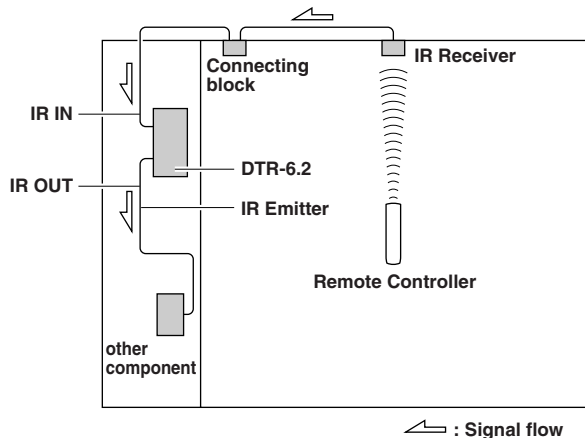 IR Receiver
Connecting
block
IR IN
DTR-6.2
IR OUT
IR Emitter
Remote Controller
other
component
: Signal flow